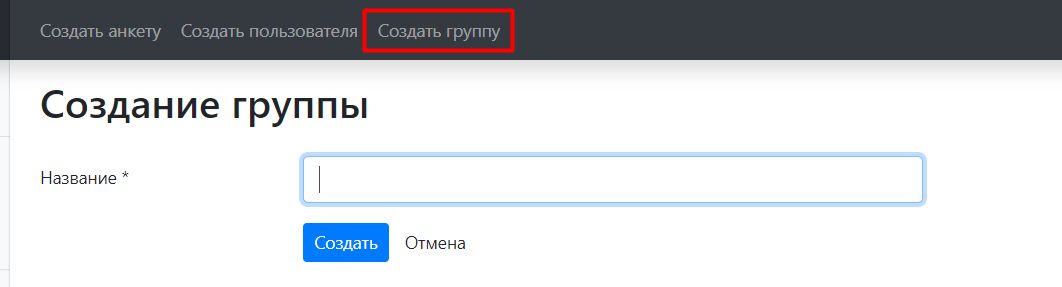 Создать анкету Создать пользователя Создать группу
Создание группы
Название *
Создать Отмена